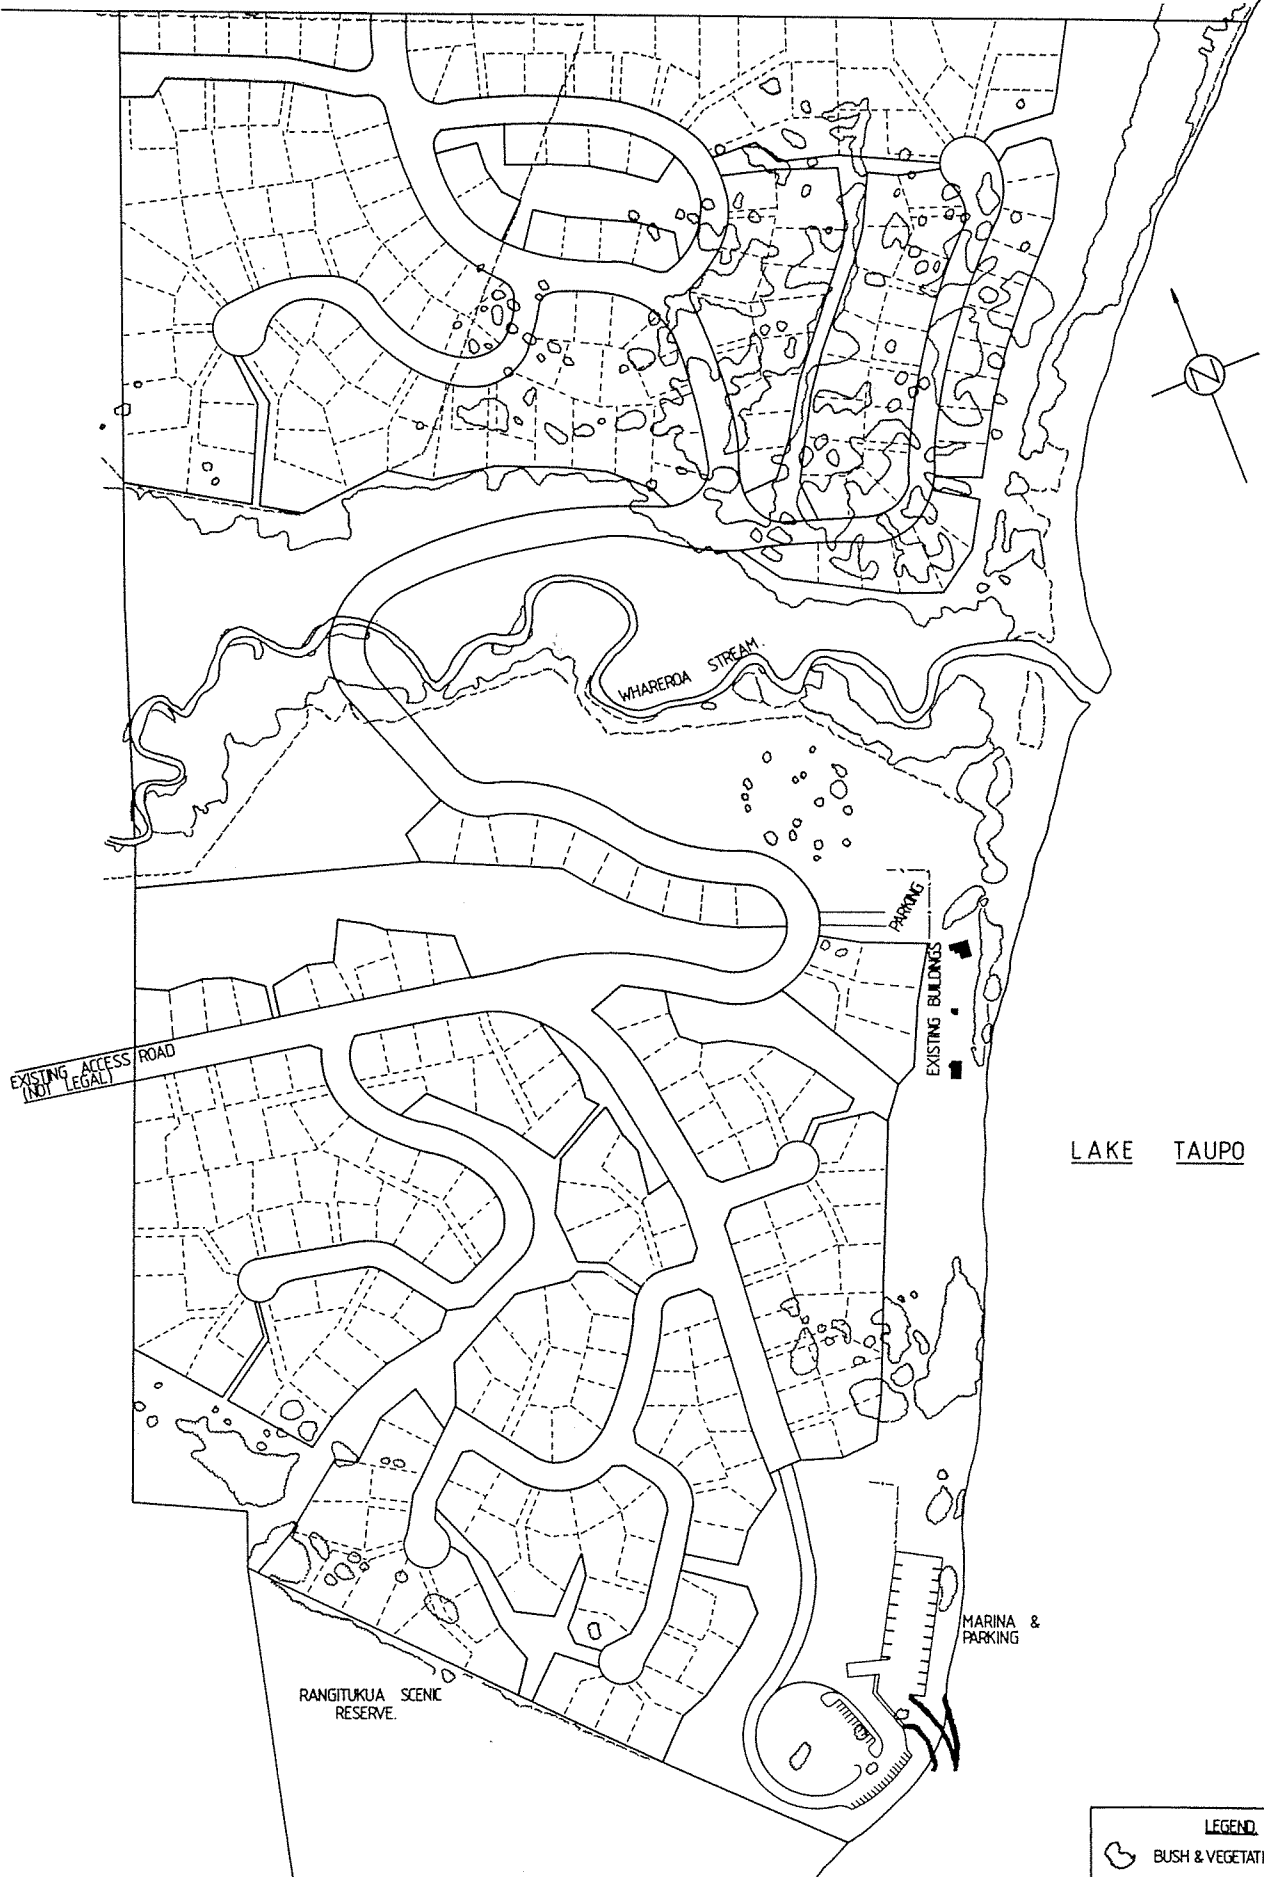 N
WHAREROA STREAM.
PARKING
EXISTING BUILDINGS
EXISTING ACCESS ROAD
(NOT LEGAL)
LAKE TAUPO
MARINA &
PARKING
RANGITUKUA SCENIC
RESERVE.
LEGEND.
BUSH & VEGETATI